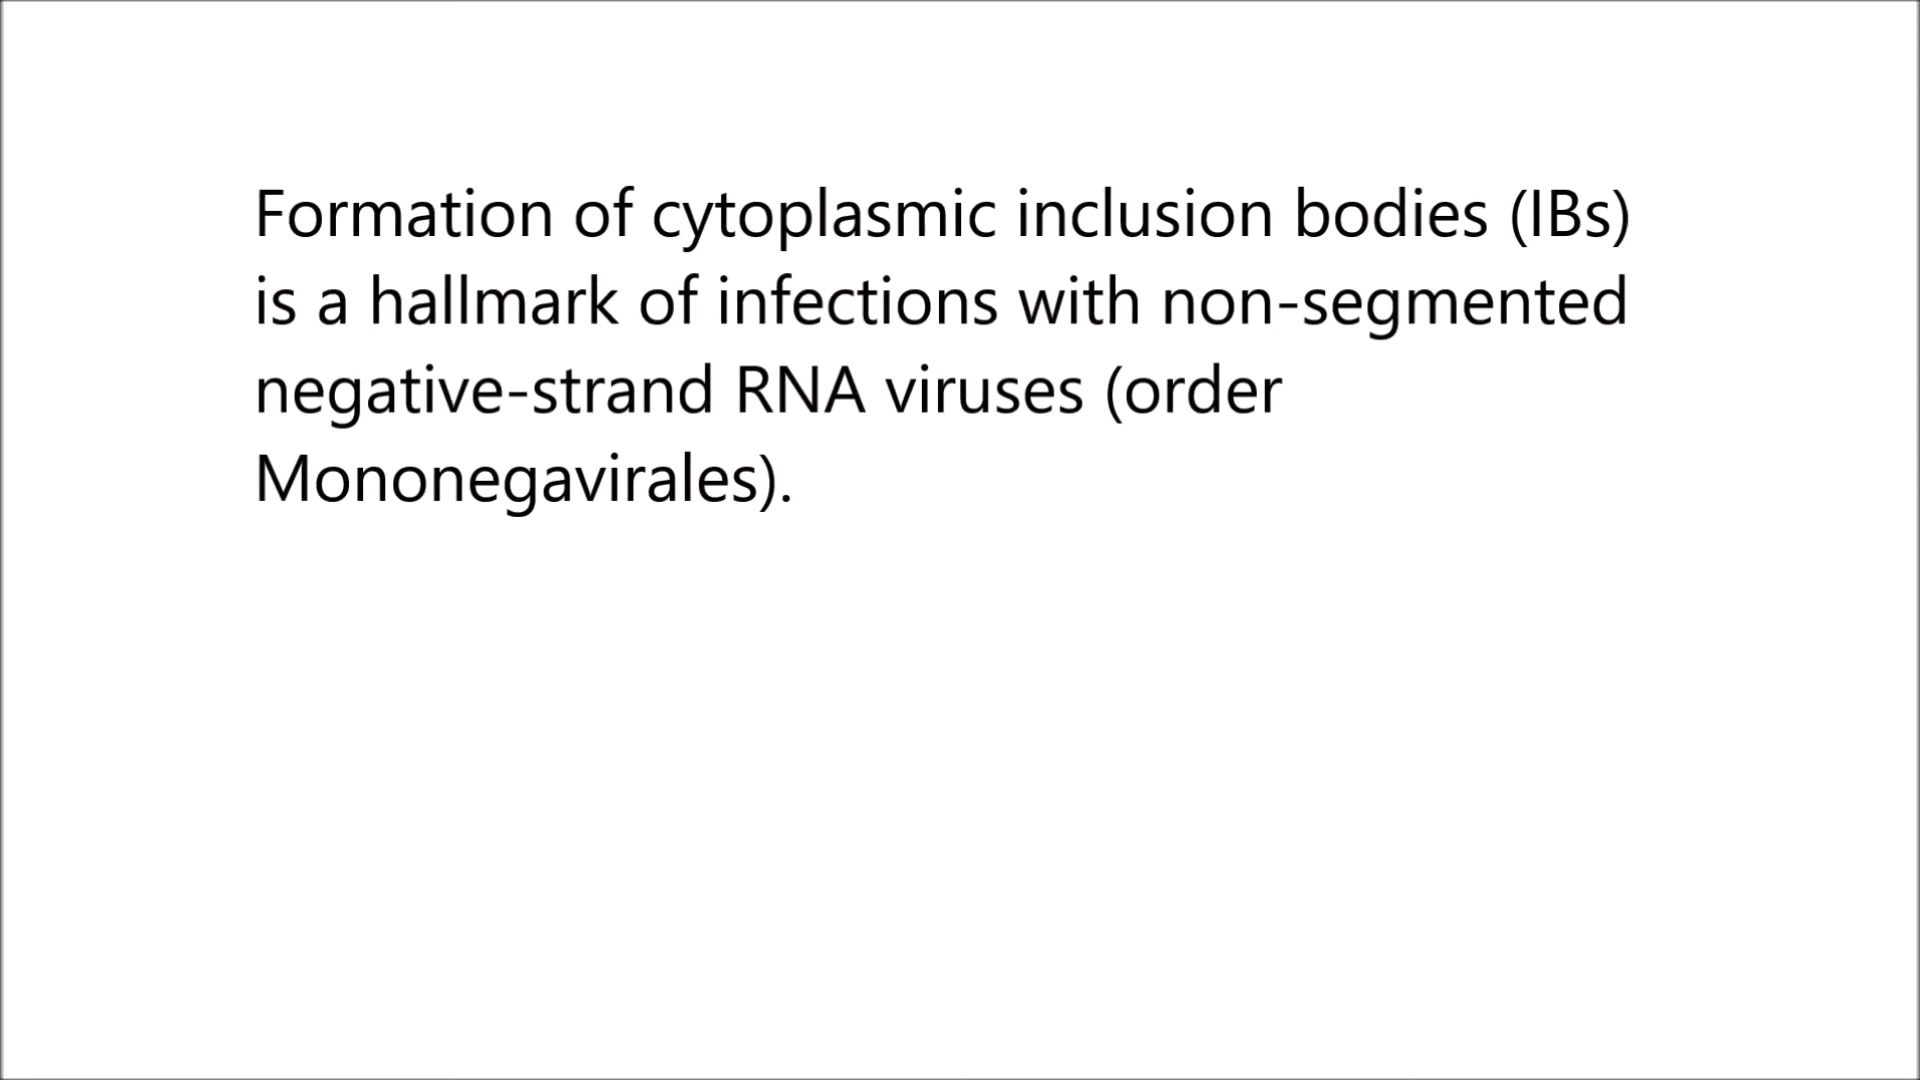 Formation of cytoplasmic inclusion bodies (IBs)
is a hallmark of infections with non-segmented
negative-strand RNA viruses (order
Mononegavirales).